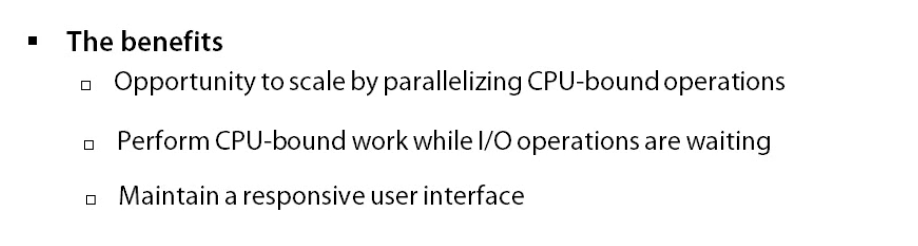 ▪ The benefits
▫ Opportunity to scale by parallelizing CPU-bound operations
▫ Perform CPU-bound work while I/O operations are waiting
▫ Maintain a responsive user interface